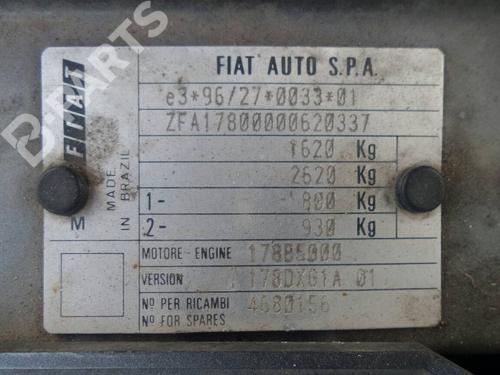 B-PARTS
FIAT
FIAT AUTO S.P.A.
e3*96/27*0033*01
ZFA17800000620337
1620 Kg
2620 Kg
1- 800 Kg
2- 930 Kg
MADE
IN BRAZIL
M
MOTORE - ENGINE 178B5000
VERSION 178DXG1A 01
Nº PER RICAMBI 4680156
Nº FOR SPARES